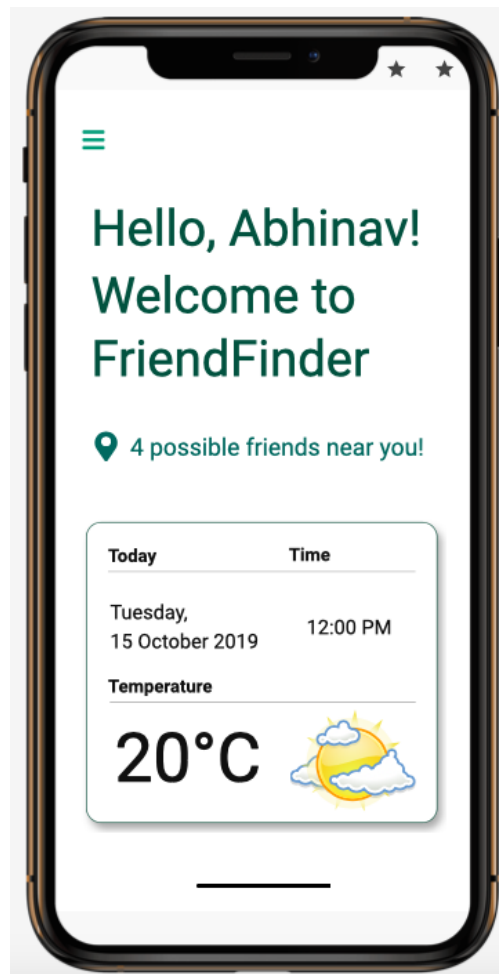 Hello, Abhinav!
Welcome to
FriendFinder
4 possible friends near you!
Today Time
Tuesday,
15 October 2019 12:00 PM
Temperature
20°C